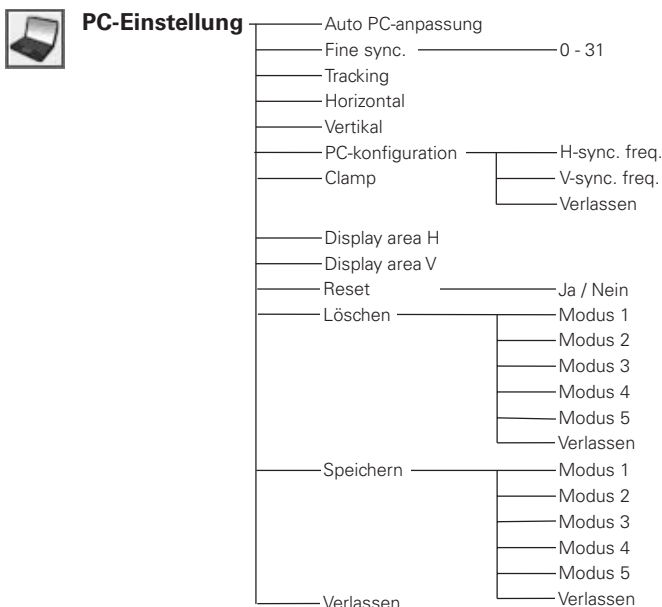 PC-Einstellung
Auto PC-anpassung
Fine sync. 0 - 31
Tracking
Horizontal
Vertikal
PC-konfiguration H-sync. freq.
Clamp V-sync. freq.
Verlassen
Display area H
Display area V
Reset Ja / Nein
Löschen Modus 1
Modus 2
Modus 3
Modus 4
Modus 5
Verlassen
Speichern Modus 1
Modus 2
Modus 3
Modus 4
Modus 5
Verlassen
Verlassen